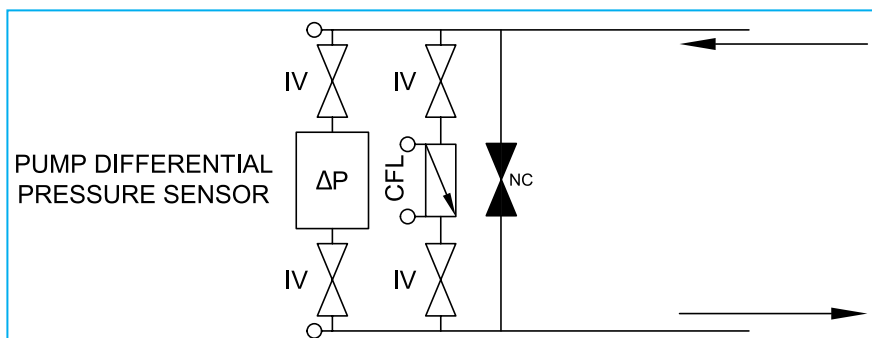 IV
IV
PUMP DIFFERENTIAL
PRESSURE SENSOR
ΔP
CFL
NC
IV
IV